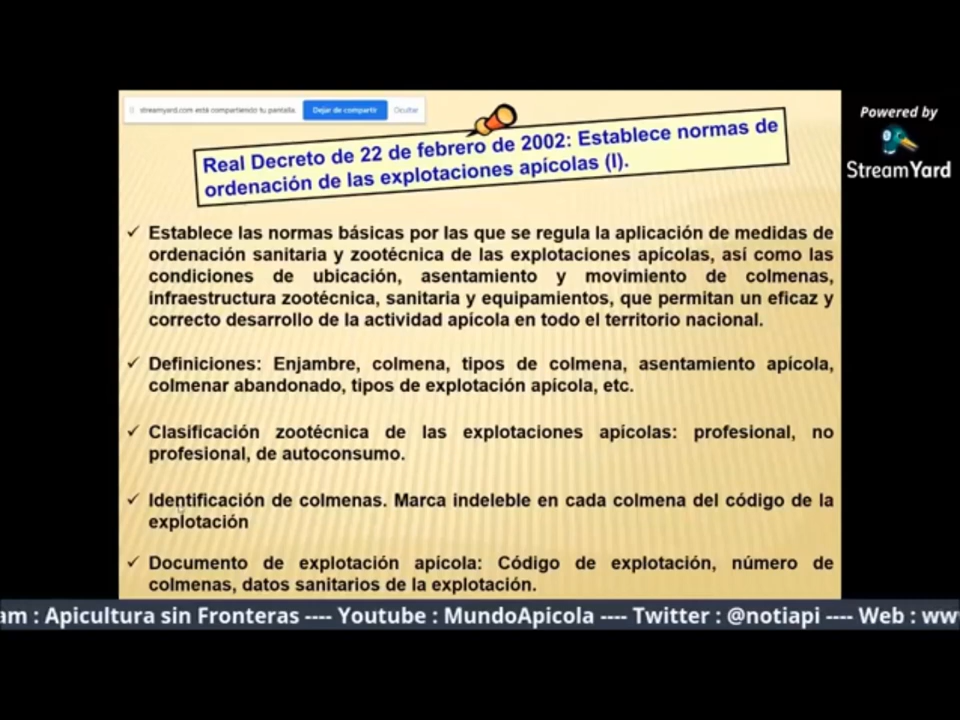 streamyard.com está compartiendo tu pantalla.
Dejar de compartir
Ocultar
Powered by
StreamYard
Real Decreto de 22 de febrero de 2002: Establece normas de
ordenación de las explotaciones apícolas (I).
✓ Establece las normas básicas por las que se regula la aplicación de medidas de
ordenación sanitaria y zootécnica de las explotaciones apícolas, así como las
condiciones de ubicación, asentamiento y movimiento de colmenas,
infraestructura zootécnica, sanitaria y equipamientos, que permitan un eficaz y
correcto desarrollo de la actividad apícola en todo el territorio nacional.
✓ Definiciones: Enjambre, colmena, tipos de colmena, asentamiento apícola,
colmenar abandonado, tipos de explotación apícola, etc.
✓ Clasificación zootécnica de las explotaciones apícolas: profesional, no
profesional, de autoconsumo.
✓ Identificación de colmenas. Marca indeleble en cada colmena del código de la
explotación
✓ Documento de explotación apícola: Código de explotación, número de
colmenas, datos sanitarios de la explotación.
am : Apicultura sin Fronteras ---- Youtube : MundoApicola ---- Twitter : @notiapi ---- Web : ww